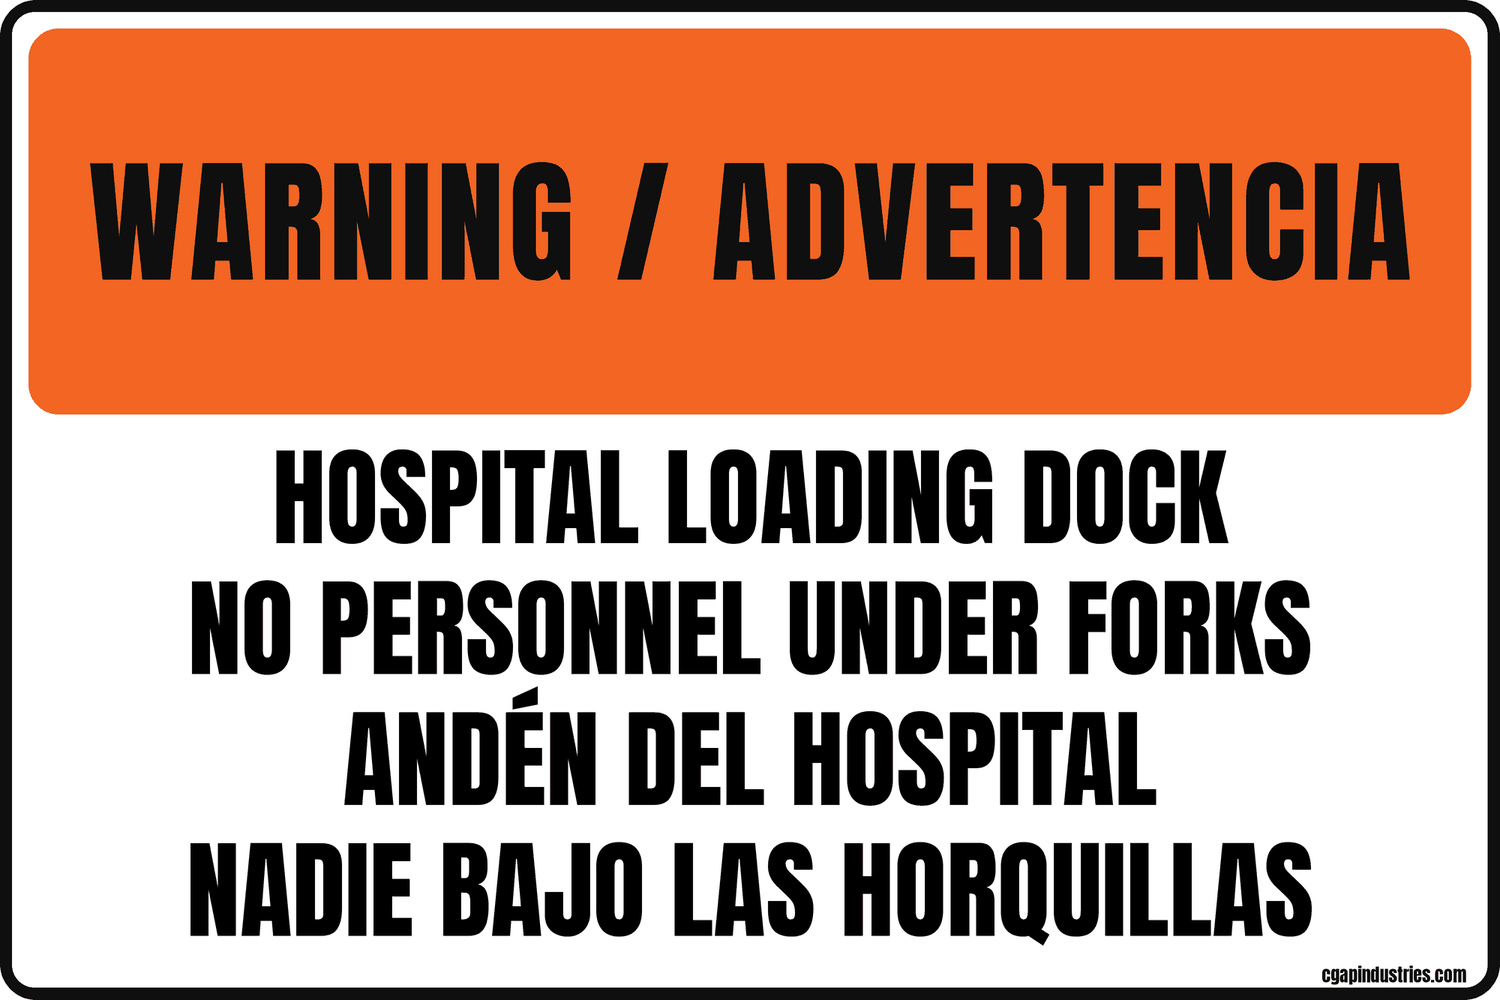 WARNING / ADVERTENCIA
HOSPITAL LOADING DOCK
NO PERSONNEL UNDER FORKS
ANDÉN DEL HOSPITAL
NADIE BAJO LAS HORQUILLAS
cgapindustries.com